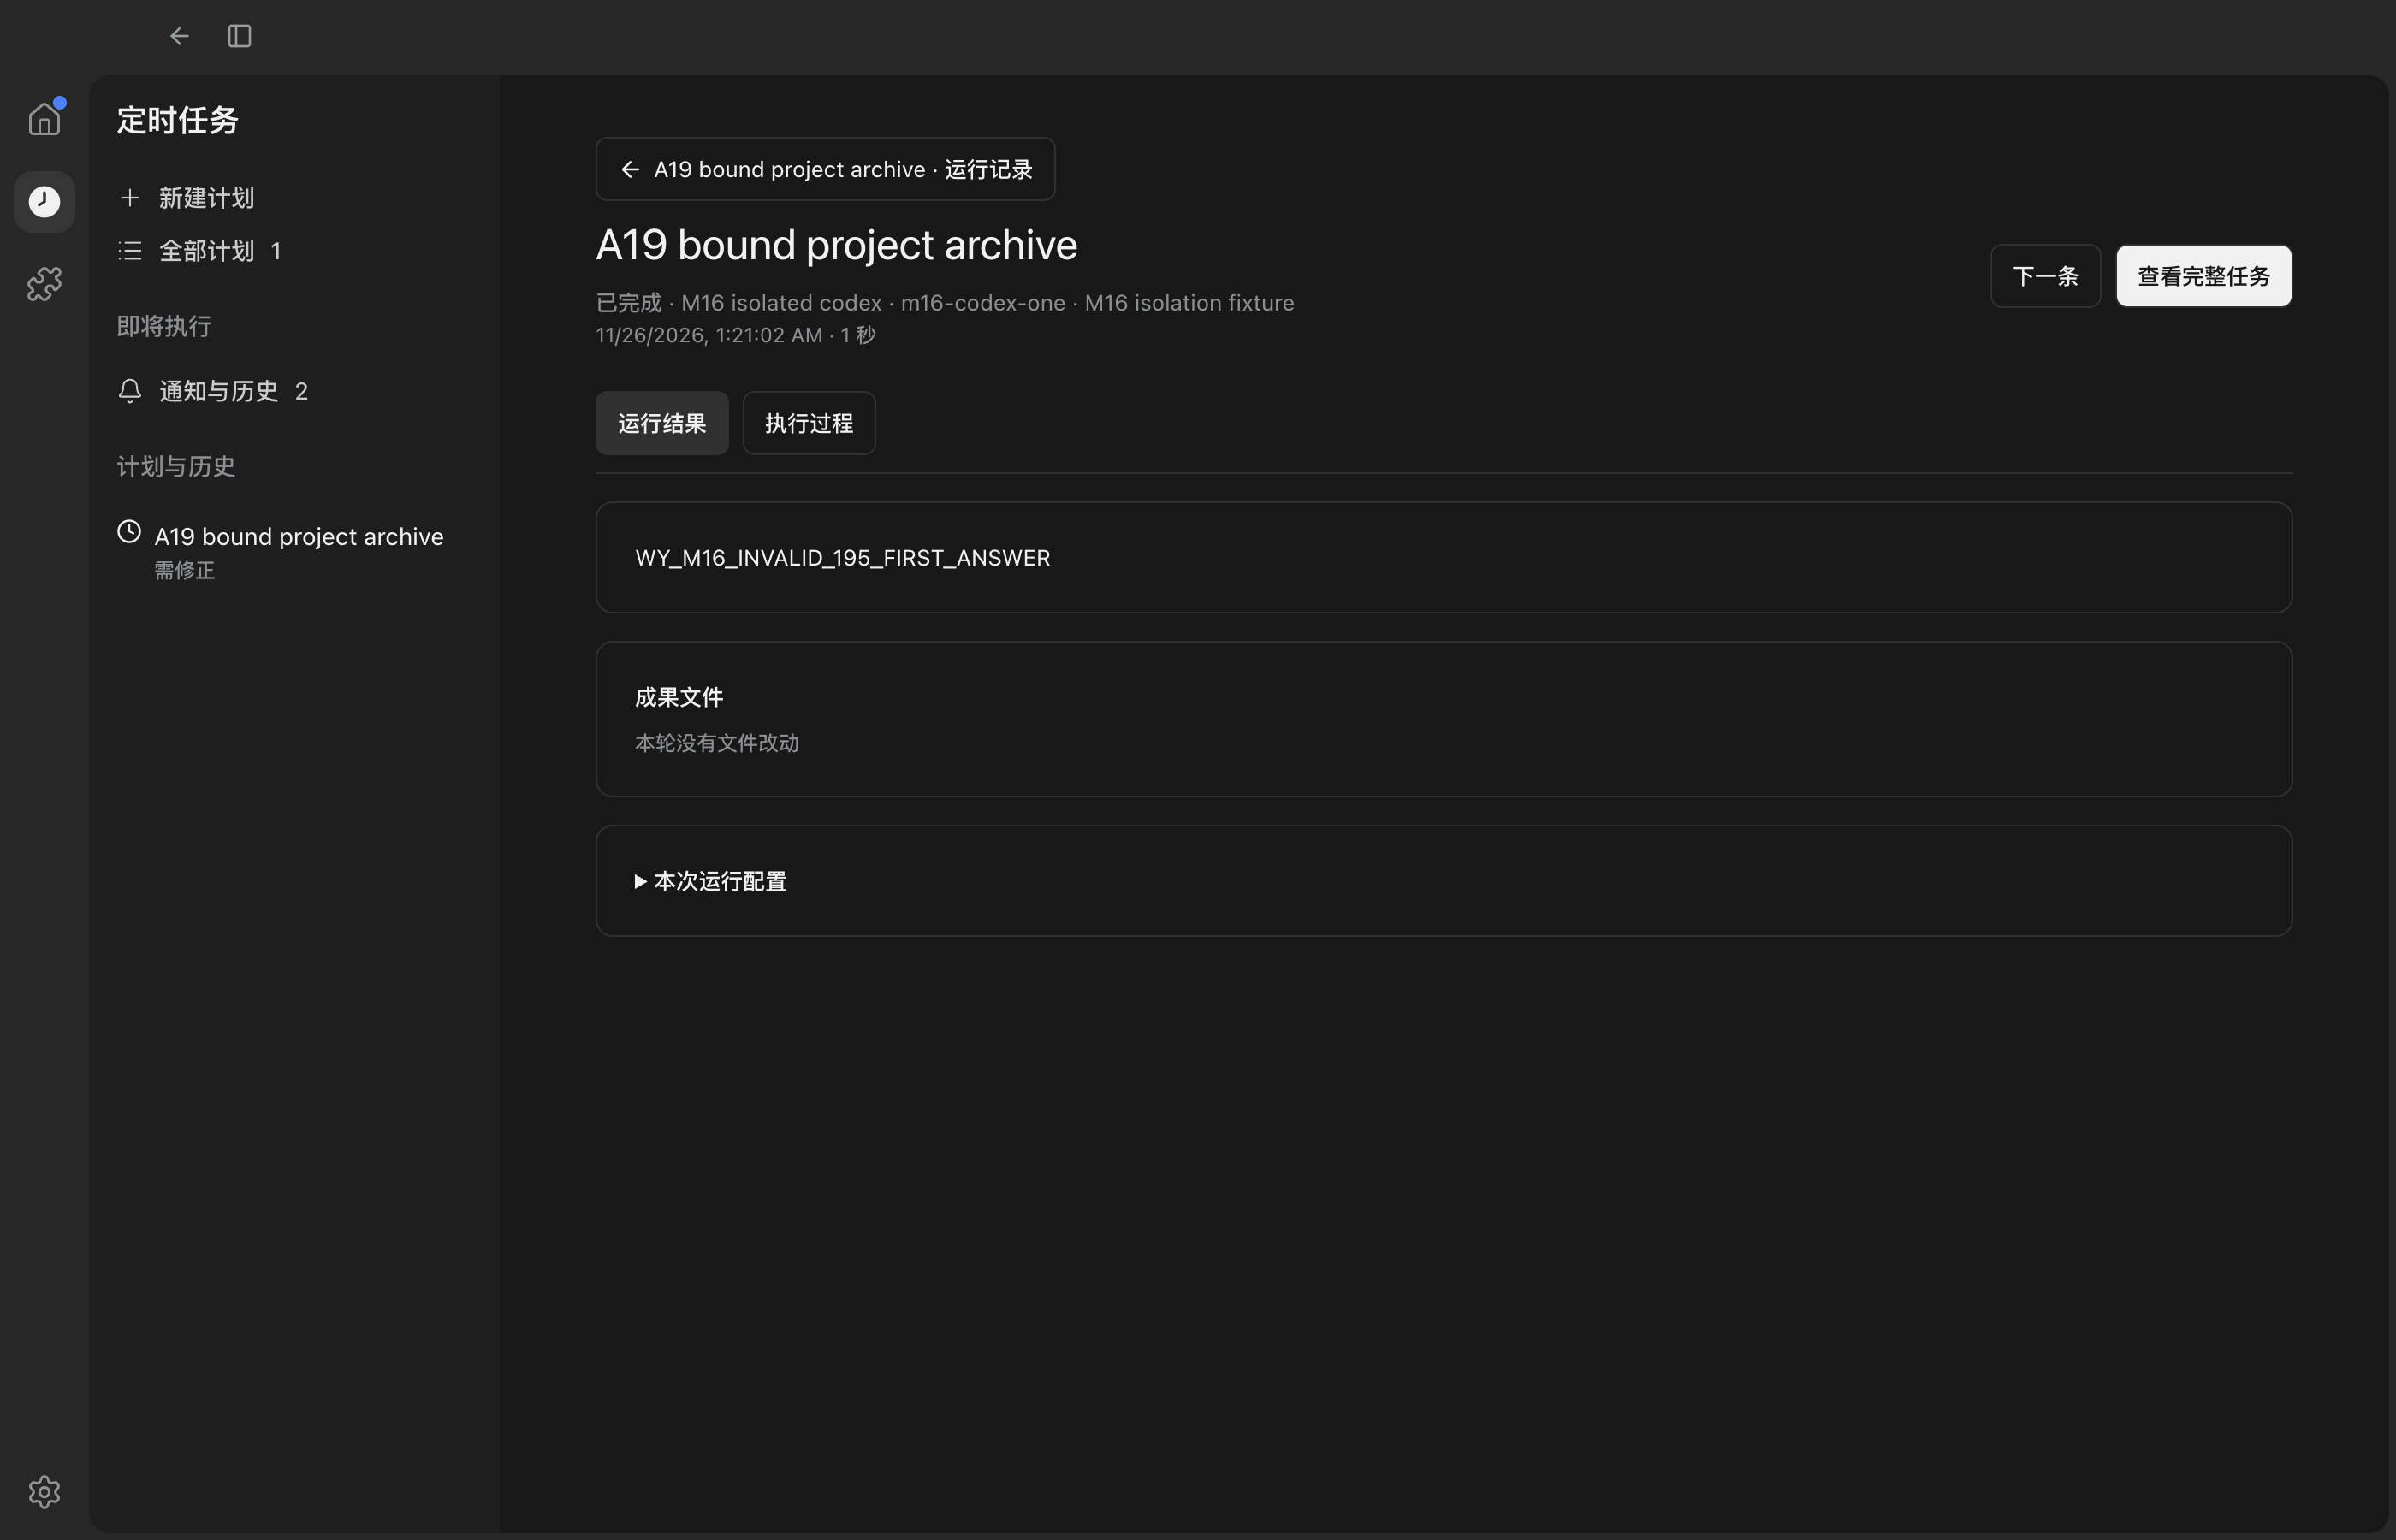 定时任务
新建计划
全部计划 1
即将执行
通知与历史 2
计划与历史
A19 bound project archive
需修正
A19 bound project archive · 运行记录
A19 bound project archive
已完成 · M16 isolated codex · m16-codex-one · M16 isolation fixture
11/26/2026, 1:21:02 AM · 1 秒
下一条
查看完整任务
运行结果
执行过程
WY_M16_INVALID_195_FIRST_ANSWER
成果文件
本轮没有文件改动
本次运行配置